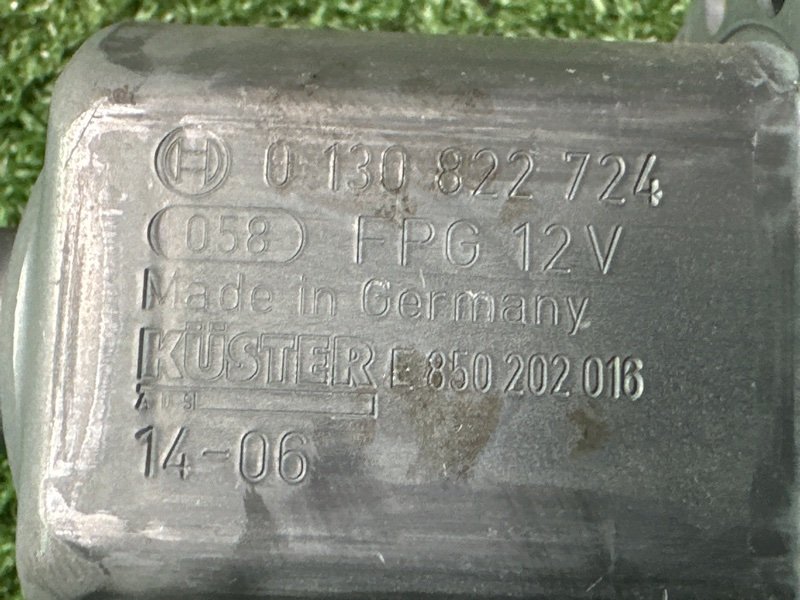 0 130 822 724
058 FPG 12V
Made in Germany
KÜSTER E 850 202 016
14-06